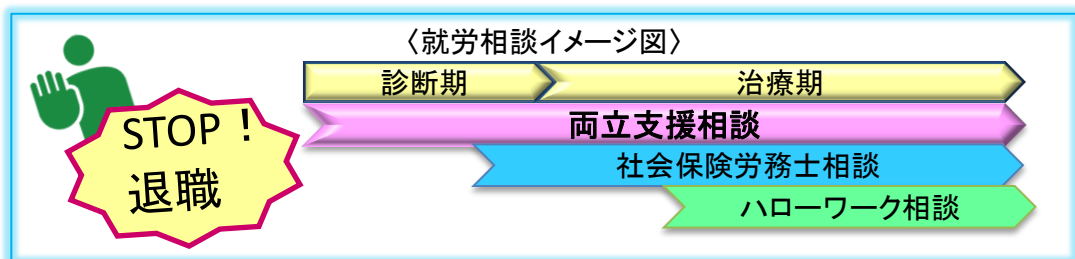 〈就労相談イメージ図〉
診断期
治療期
両立支援相談
社会保険労務士相談
ハローワーク相談
STOP！
退職